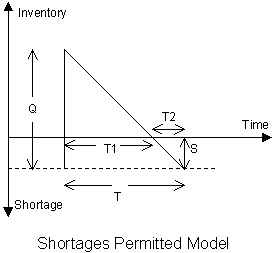 Inventory
Q
T2
Time
T1
S
T
Shortage
Shortages Permitted Model